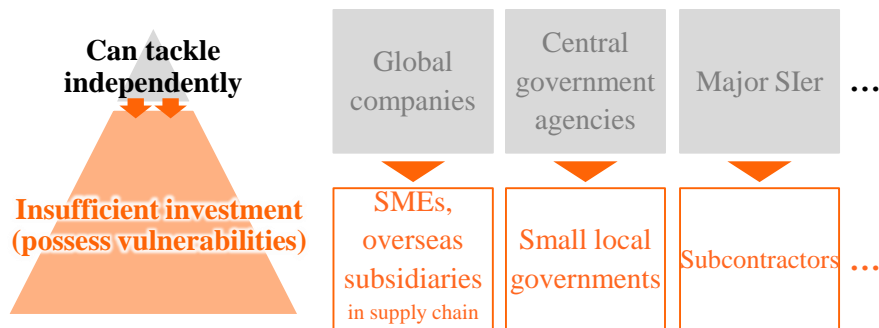 Can tackle
independently
Global
companies
Central
government
agencies
Major SIer
...
Insufficient investment
(possess vulnerabilities)
SMEs,
overseas
subsidiaries
in supply chain
Small local
governments
Subcontractors
...